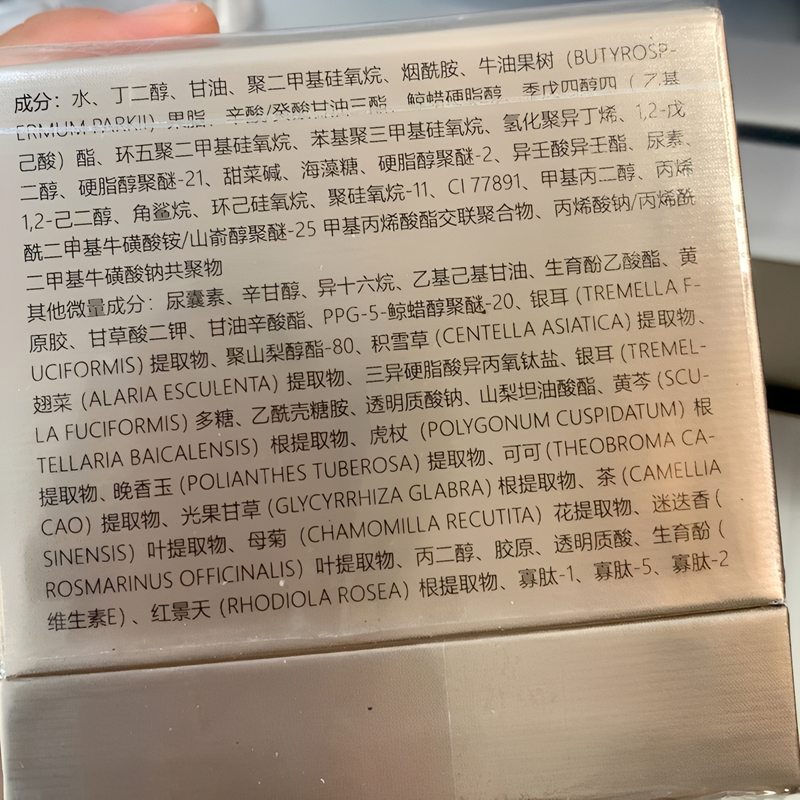 成分：水、丁二醇、甘油、聚二甲基硅氧烷、烟酰胺、牛油果树（BUTYROSP-
ERMUM PARKII）果脂、辛酸/癸酸甘油三酯、鲸蜡硬脂醇、季戊四醇四（乙基
己酸）酯、环五聚二甲基硅氧烷、苯基聚三甲基硅氧烷、氢化聚异丁烯、1,2-戊
二醇、硬脂醇聚醚-21、甜菜碱、海藻糖、硬脂醇聚醚-2、异壬酸异壬酯、尿素、
1,2-己二醇、角鲨烷、环己硅氧烷、聚硅氧烷-11、CI 77891、甲基丙二醇、丙烯
酰二甲基牛磺酸铵/山嵛醇聚醚-25 甲基丙烯酸酯交联聚合物、丙烯酸钠/丙烯酰
二甲基牛磺酸钠共聚物
其他微量成分：尿囊素、辛甘醇、异十六烷、乙基己基甘油、生育酚乙酸酯、黄
原胶、甘草酸二钾、甘油辛酸酯、PPG-5-鲸蜡醇聚醚-20、银耳（TREMELLA F-
UCIFORMIS）提取物、聚山梨醇酯-80、积雪草（CENTELLA ASIATICA）提取物、
翅菜（ALARIA ESCULENTA）提取物、三异硬脂酸异丙氧钛盐、银耳（TREMEL-
LA FUCIFORMIS）多糖、乙酰壳糖胺、透明质酸钠、山梨坦油酸酯、黄芩（SCU-
TELLARIA BAICALENSIS）根提取物、虎杖（POLYGONUM CUSPIDATUM）根
提取物、晚香玉（POLIANTHES TUBEROSA）提取物、可可（THEOBROMA CA-
CAO）提取物、光果甘草（GLYCYRRHIZA GLABRA）根提取物、茶（CAMELLIA
SINENSIS）叶提取物、母菊（CHAMOMILLA RECUTITA）花提取物、迷迭香（
ROSMARINUS OFFICINALIS）叶提取物、丙二醇、胶原、透明质酸、生育酚（
维生素E）、红景天（RHODIOLA ROSEA）根提取物、寡肽-1、寡肽-5、寡肽-2